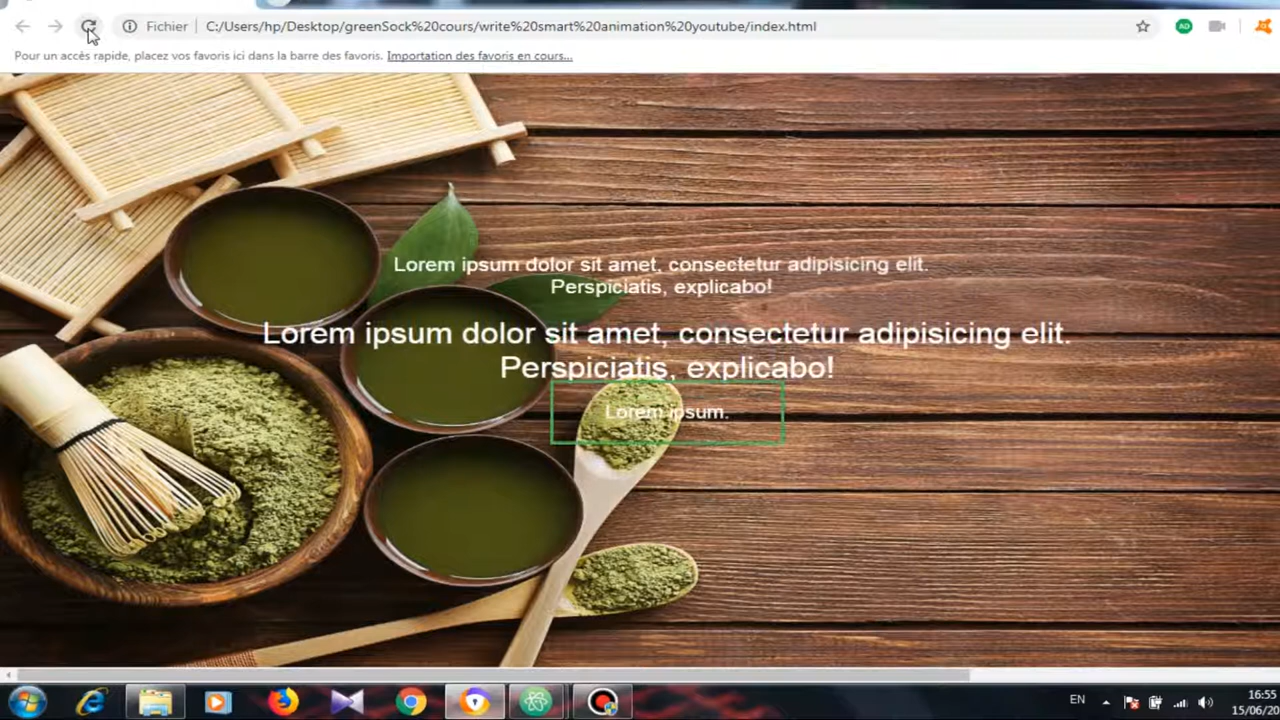 Fichier
C:/Users/hp/Desktop/greenSock%20cours/write%20smart%20animation%20youtube/index.html
Pour un accès rapide, placez vos favoris ici dans la barre des favoris. Importation des favoris en cours...
Lorem ipsum dolor sit amet, consectetur adipisicing elit.
Perspiciatis, explicabo!
Lorem ipsum dolor sit amet, consectetur adipisicing elit.
Perspiciatis, explicabo!
Lorem ipsum.
EN
16:55
15/06/20